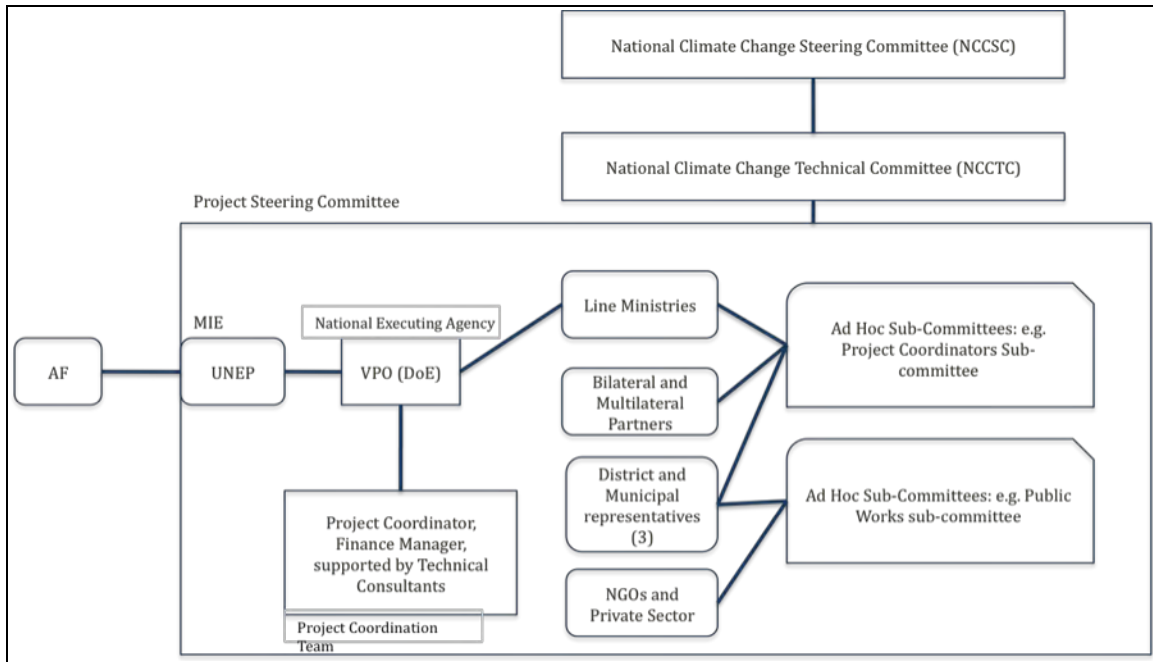 National Climate Change Steering Committee (NCCSC)
National Climate Change Technical Committee (NCCTC)
Project Steering Committee
MIE
National Executing Agency
AF
UNEP
VPO (DoE)
Line Ministries
Bilateral and
Multilateral
Partners
District and
Municipal
representatives
(3)
NGOs and
Private Sector
Ad Hoc Sub-Committees: e.g.
Project Coordinators Sub-
committee
Ad Hoc Sub-Committees: e.g. Public
Works sub-committee
Project Coordinator,
Finance Manager,
supported by Technical
Consultants
Project Coordination
Team